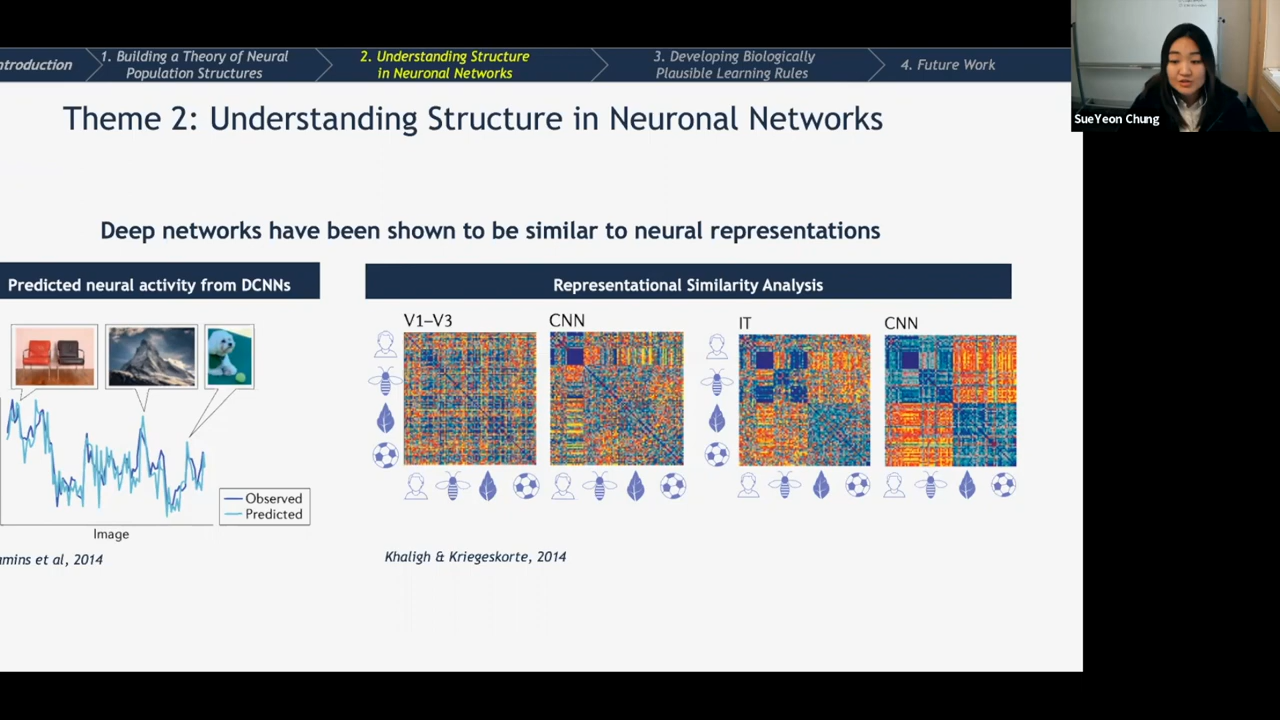 ntroduction
1. Building a Theory of Neural
Population Structures
2. Understanding Structure
in Neuronal Networks
3. Developing Biologically
Plausible Learning Rules
4. Future Work
SueYeon Chung
Theme 2: Understanding Structure in Neuronal Networks
Deep networks have been shown to be similar to neural representations
Predicted neural activity from DCNNs
Representational Similarity Analysis
V1–V3
CNN
IT
CNN
Observed
Predicted
Image
amins et al, 2014
Khaligh & Kriegeskorte, 2014